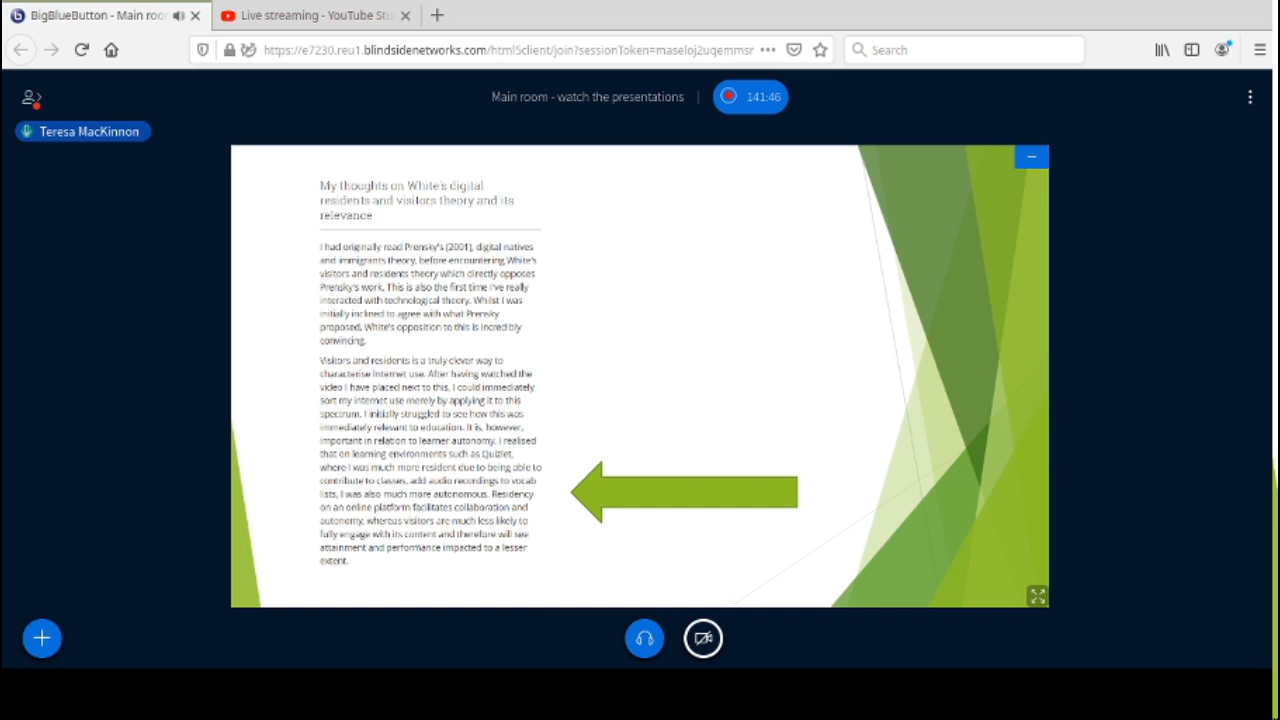 BigBlueButton - Main roo
Live streaming - YouTube Stu
https://e7230.reu1.blindsidenetworks.com/html5client/join?sessionToken=maseloj2uqemmsr
Search
Main room - watch the presentations
141:46
Teresa MacKinnon
My thoughts on White's digital
residents and visitors theory and its
relevance
I had originally read Prensky's (2001), digital natives
and immigrants theory, before encountering White's
visitors and residents theory which directly opposes
Prensky's work. This is also the first time I've really
interacted with technological theory. Whilst I was
initially inclined to agree with what Prensky
proposed, White's opposition to this is incredibly
convincing.
Visitors and residents is a truly clever way to
characterise Internet use. After having watched the
video I have placed next to this, I could immediately
sort my internet use merely by applying it to this
spectrum. I initially struggled to see how this was
immediately relevant to education. It is, however,
important in relation to learner autonomy. I realised
that on learning environments such as Quizlet,
where I was much more resident due to being able to
contribute to classes, add audio recordings to vocab
lists, I was also much more autonomous. Residency
on an online platform facilitates collaboration and
autonomy, whereas visitors are much less likely to
fully engage with its content and therefore will see
attainment and performance impacted to a lesser
extent.